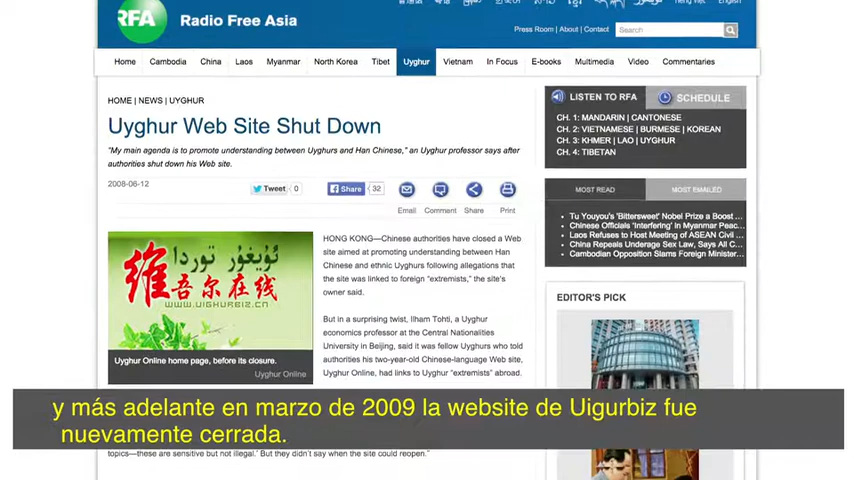 RFA
Radio Free Asia
Tiếng Việt
English
Press Room | About | Contact
Search
Home
Cambodia
China
Laos
Myanmar
North Korea
Tibet
Uyghur
Vietnam
In Focus
E-books
Multimedia
Video
Commentaries
HOME | NEWS | UYGHUR
Uyghur Web Site Shut Down
"My main agenda is to promote understanding between Uyghurs and Han Chinese," an Uyghur professor says after
authorities shut down his Web site.
2008-06-12
Tweet 0
Share 32
Email
Comment
Share
Print
ئۇيغۇر توردا
维吾尔在线
WWW.UIGHURBIZ.CN
Uyghur Online home page, before its closure.
Uyghur Online
HONG KONG—Chinese authorities have closed a Web
site aimed at promoting understanding between Han
Chinese and ethnic Uyghurs following allegations that
the site was linked to foreign "extremists," the site's
owner said.
But in a surprising twist, Ilham Tohti, a Uyghur
economics professor at the Central Nationalities
University in Beijing, said it was fellow Uyghurs who told
authorities his two-year-old Chinese-language Web site,
Uyghur Online, had links to Uyghur "extremists" abroad.
topics—these are sensitive but not illegal.' But they didn't say when the site could reopen."
LISTEN TO RFA
SCHEDULE
CH. 1: MANDARIN | CANTONESE
CH. 2: VIETNAMESE | BURMESE | KOREAN
CH. 3: KHMER | LAO | UYGHUR
CH. 4: TIBETAN
MOST READ
MOST EMAILED
Tu Youyou's 'Bittersweet' Nobel Prize a Boost ...
Chinese Officials 'Interfering' in Myanmar Peac...
Laos Refuses to Host Meeting of ASEAN Civil ...
China Repeals Underage Sex Law, Says All C...
Cambodian Opposition Slams Foreign Minister...
EDITOR'S PICK
y más adelante en marzo de 2009 la website de Uigurbiz fue
nuevamente cerrada.